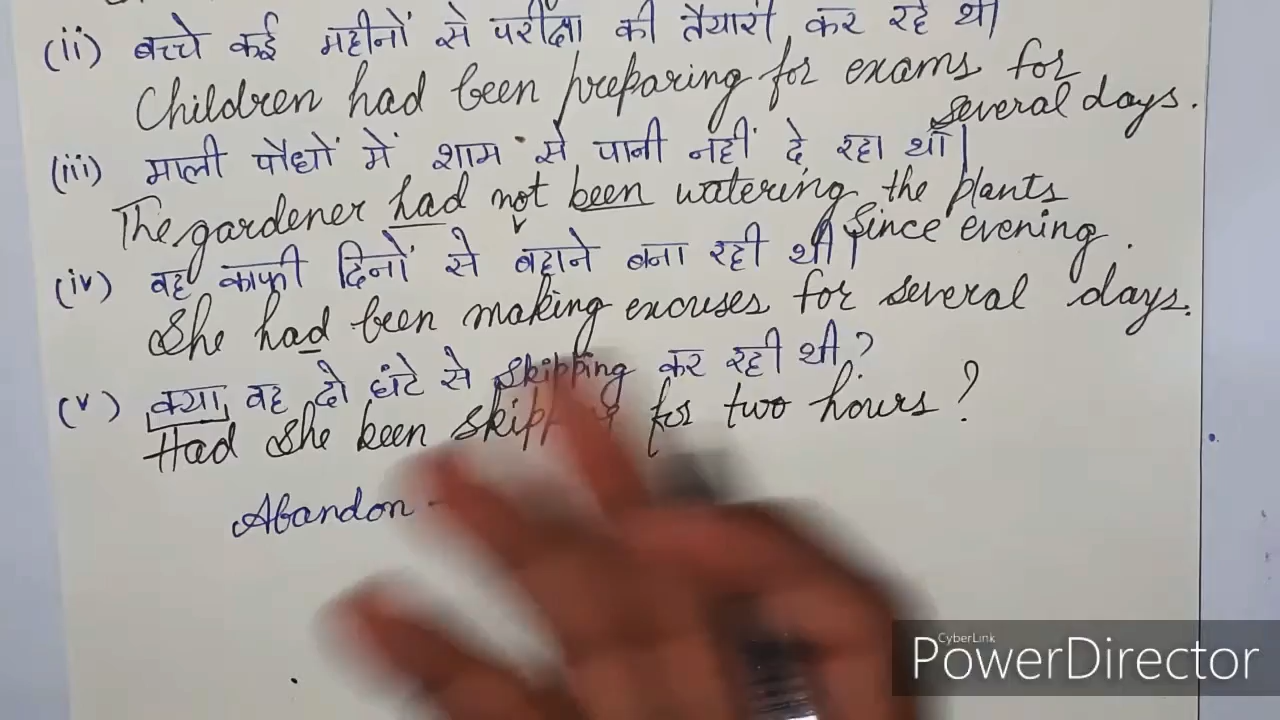 (ii) बच्चे कई महीनों से परीक्षा की तैयारी कर रहे थे।
Children had been preparing for exams for
several days.
(iii) माली पौधों में शाम से पानी नहीं दे रहा था।
The gardener had not been watering the plants
since evening.
(iv) वह काफी दिनों से बहाने बना रही थी।
She had been making excuses for several days.
(v) क्या वह दो घंटे से skipping कर रही थी?
Had she been for two hours?
Abandon -
CyberLink
PowerDirector